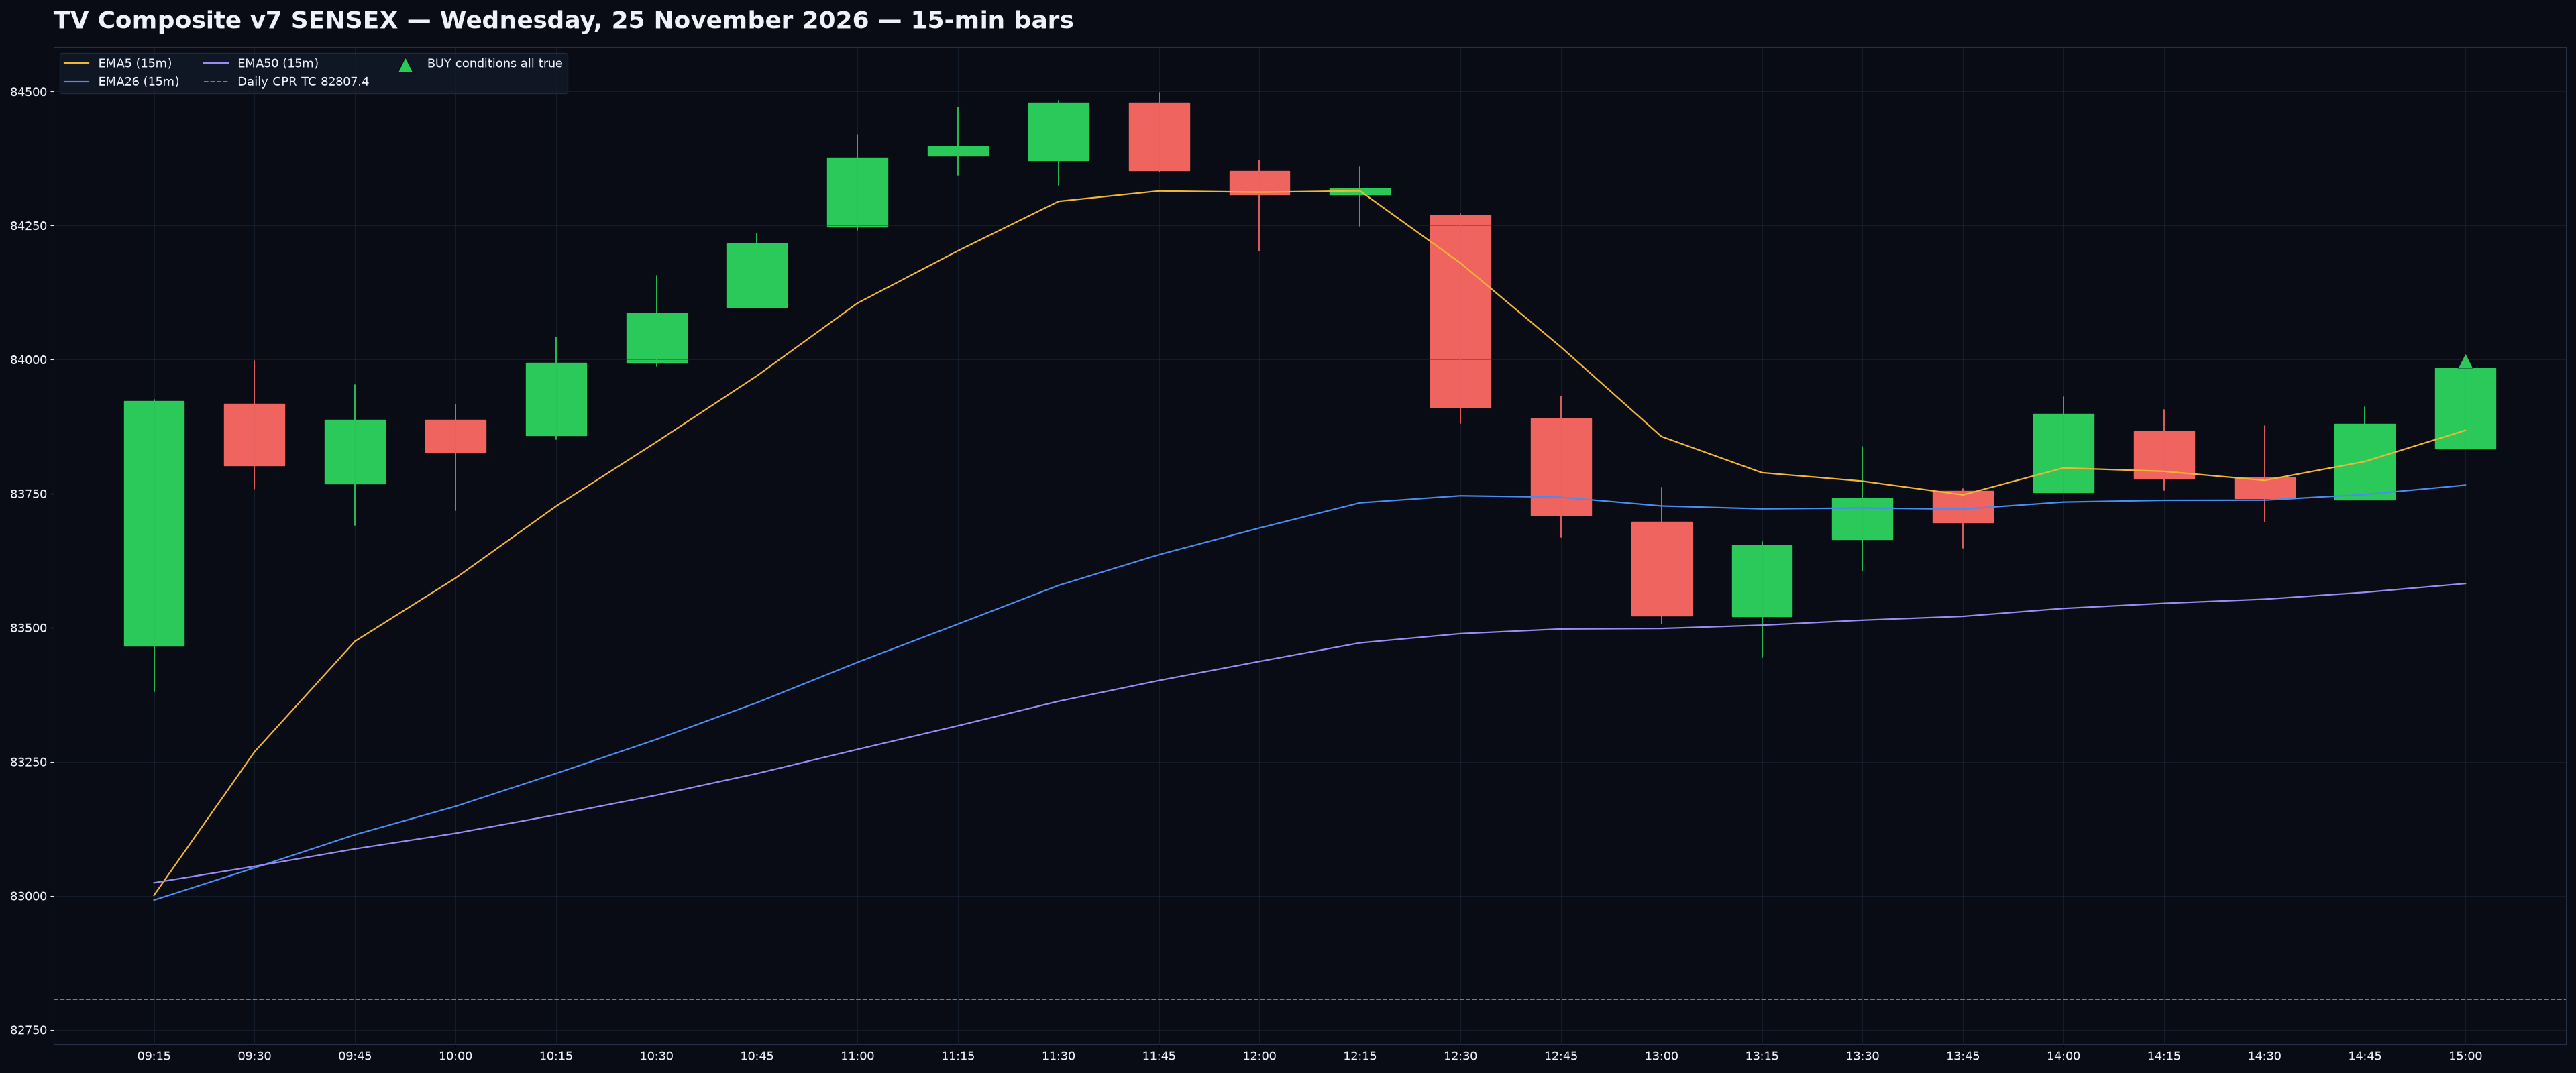 TV Composite v7 SENSEX — Wednesday, 25 November 2026 — 15-min bars
EMA5 (15m)
EMA26 (15m)
EMA50 (15m)
Daily CPR TC 82807.4
BUY conditions all true
84500
84250
84000
83750
83500
83250
83000
82750
09:15 09:30 09:45 10:00 10:15 10:30 10:45 11:00 11:15 11:30 11:45 12:00 12:15 12:30 12:45 13:00 13:15 13:30 13:45 14:00 14:15 14:30 14:45 15:00